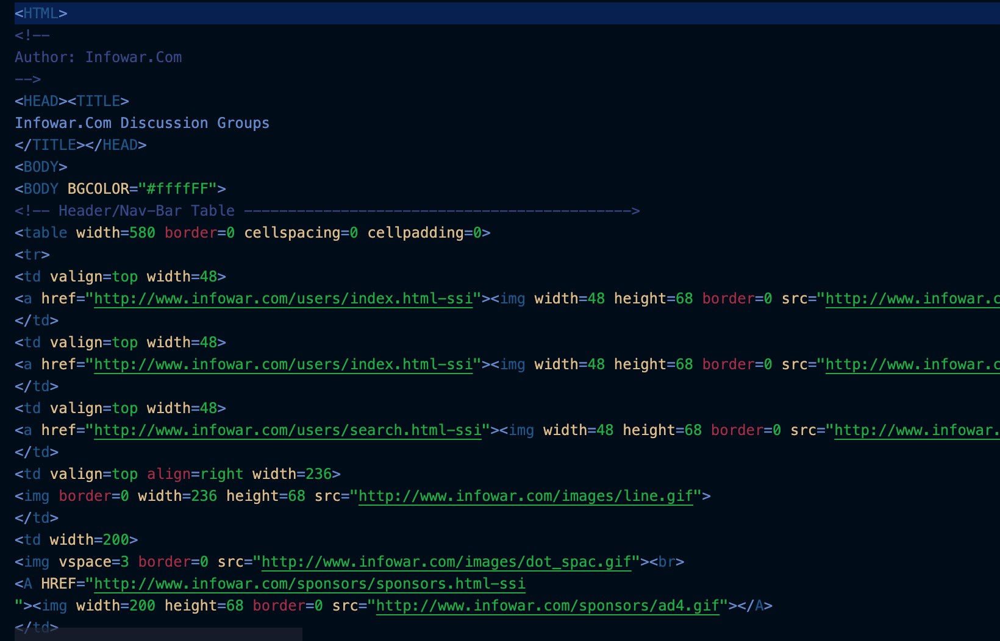 <HTML>
<!--
Author: Infowar.Com
-->
<HEAD><TITLE>
Infowar.Com Discussion Groups
</TITLE></HEAD>
<BODY>
<BODY BGCOLOR="#ffffFF">
<!-- Header/Nav-Bar Table -------------------------------------------->
<table width=580 border=0 cellspacing=0 cellpadding=0>
<tr>
<td valign=top width=48>
<a href="http://www.infowar.com/users/index.html-ssi"><img width=48 height=68 border=0 src="http://www.infowar.c
</td>
<td valign=top width=48>
<a href="http://www.infowar.com/users/index.html-ssi"><img width=48 height=68 border=0 src="http://www.infowar.c
</td>
<td valign=top width=48>
<a href="http://www.infowar.com/users/search.html-ssi"><img width=48 height=68 border=0 src="http://www.infowar.
</td>
<td valign=top align=right width=236>
<img border=0 width=236 height=68 src="http://www.infowar.com/images/line.gif">
</td>
<td width=200>
<img vspace=3 border=0 src="http://www.infowar.com/images/dot_spac.gif"><br>
<A HREF="http://www.infowar.com/sponsors/sponsors.html-ssi
"><img width=200 height=68 border=0 src="http://www.infowar.com/sponsors/ad4.gif"></A>
</td>